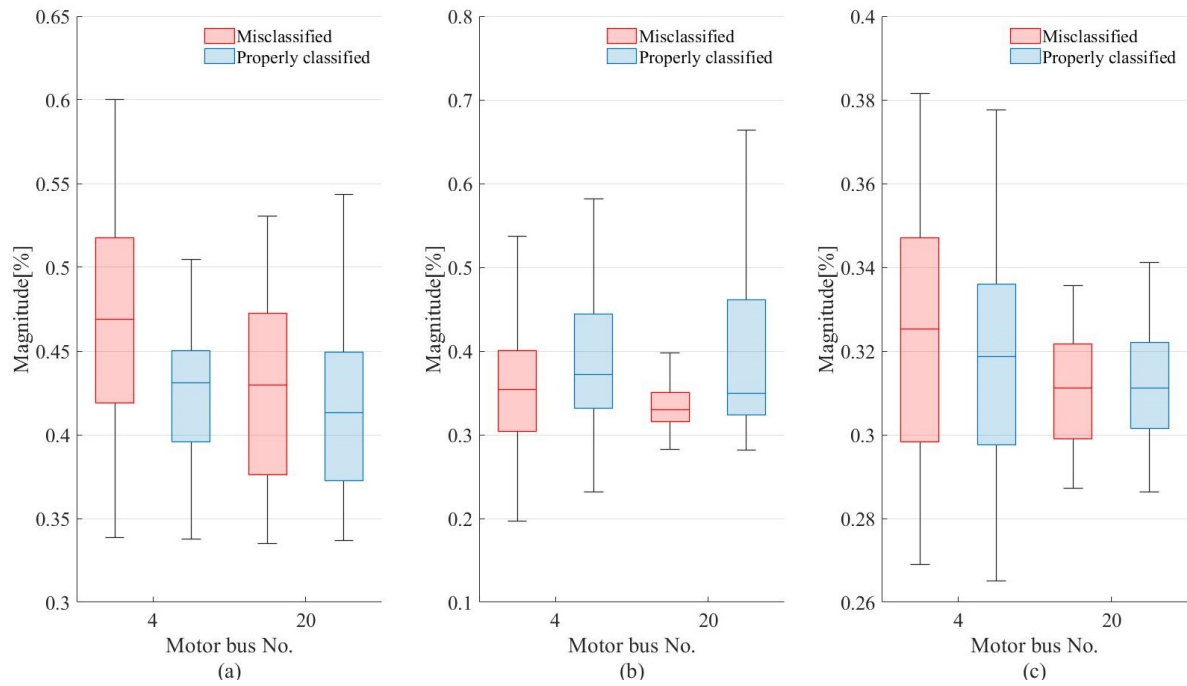 0.65
0.6
0.55
0.5
0.45
0.4
0.35
0.3
Magnitude[%]
Misclassified
Properly classified
4
20
Motor bus No.
(a)
0.8
0.7
0.6
0.5
0.4
0.3
0.2
0.1
Magnitude[%]
Misclassified
Properly classified
4
20
Motor bus No.
(b)
0.4
0.38
0.36
0.34
0.32
0.3
0.28
0.26
Magnitude[%]
Misclassified
Properly classified
4
20
Motor bus No.
(c)